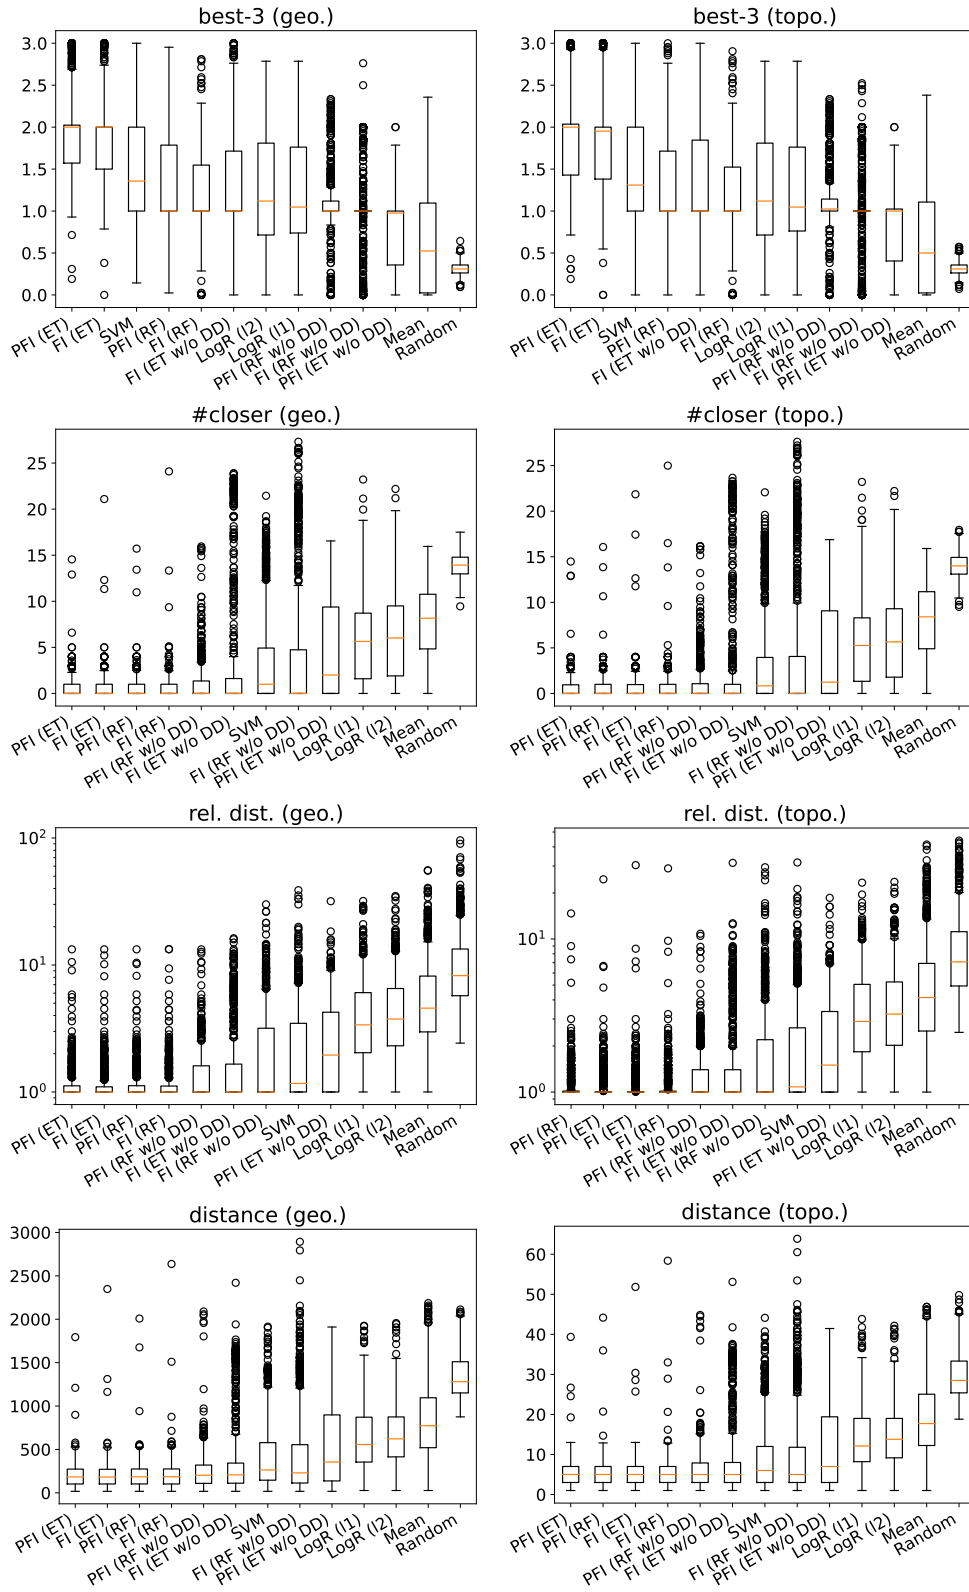 best-3 (geo.)
3.0
2.5
2.0
1.5
1.0
0.5
0.0
PFI (ET)
FI (ET)
SVM
PFI (RF)
FI (RF)
FI (ET w/o DD)
LogR (l2)
LogR (l1)
PFI (RF w/o DD)
FI (RF w/o DD)
PFI (ET w/o DD)
Mean
Random
best-3 (topo.)
3.0
2.5
2.0
1.5
1.0
0.5
0.0
PFI (ET)
FI (ET)
SVM
PFI (RF)
FI (ET w/o DD)
FI (RF)
LogR (l2)
LogR (l1)
PFI (RF w/o DD)
FI (RF w/o DD)
PFI (ET w/o DD)
Mean
Random
#closer (geo.)
25
20
15
10
5
0
PFI (ET)
FI (ET)
PFI (RF)
FI (RF)
PFI (RF w/o DD)
FI (ET w/o DD)
SVM
FI (RF w/o DD)
PFI (ET w/o DD)
LogR (l1)
LogR (l2)
Mean
Random
#closer (topo.)
25
20
15
10
5
0
PFI (ET)
PFI (RF)
FI (ET)
FI (RF)
PFI (RF w/o DD)
FI (ET w/o DD)
SVM
FI (RF w/o DD)
PFI (ET w/o DD)
LogR (l1)
LogR (l2)
Mean
Random
rel. dist. (geo.)
10²
10¹
10⁰
PFI (ET)
FI (ET)
PFI (RF)
FI (RF)
PFI (RF w/o DD)
FI (ET w/o DD)
FI (RF w/o DD)
SVM
PFI (ET w/o DD)
LogR (l1)
LogR (l2)
Mean
Random
rel. dist. (topo.)
10¹
10⁰
PFI (RF)
PFI (ET)
FI (ET)
FI (RF)
PFI (RF w/o DD)
FI (ET w/o DD)
FI (RF w/o DD)
SVM
PFI (ET w/o DD)
LogR (l1)
LogR (l2)
Mean
Random
distance (geo.)
3000
2500
2000
1500
1000
500
0
PFI (ET)
FI (ET)
PFI (RF)
FI (RF)
PFI (RF w/o DD)
FI (ET w/o DD)
SVM
FI (RF w/o DD)
PFI (ET w/o DD)
LogR (l1)
LogR (l2)
Mean
Random
distance (topo.)
60
50
40
30
20
10
0
PFI (ET)
PFI (RF)
FI (ET)
FI (RF)
PFI (RF w/o DD)
FI (ET w/o DD)
SVM
FI (RF w/o DD)
PFI (ET w/o DD)
LogR (l1)
LogR (l2)
Mean
Random